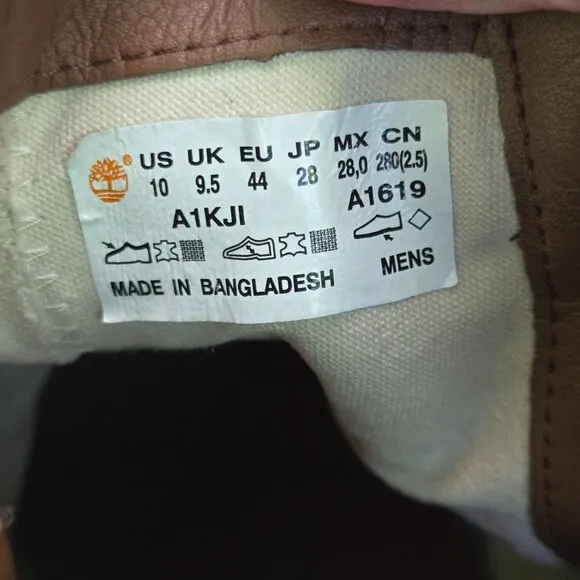 ® US UK EU JP MX CN
10 9.5 44 28 28,0 280(2.5)
A1KJI A1619
MADE IN BANGLADESH MENS